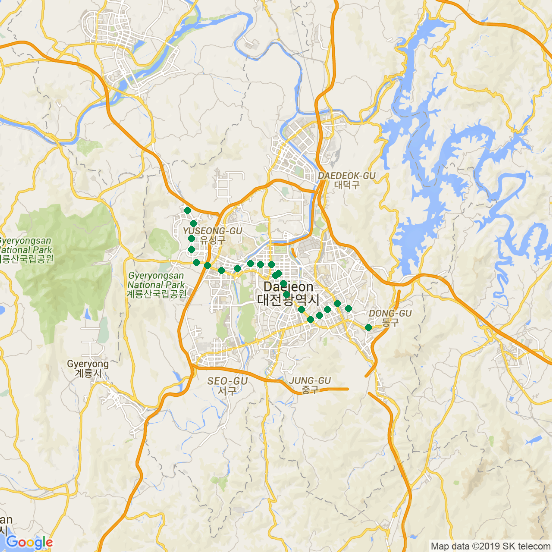 DAEDEOK-GU
대덕구
YUSEONG-GU
유성구
Gyeryongsan
National Park
계룡산국립공원
Gyeryongsan
National Park
계룡산국립공원
Daejeon
대전광역시
DONG-GU
동구
Gyeryong
계룡시
SEO-GU
서구
JUNG-GU
중구
an
시
Google
Map data ©2019 SK telecom